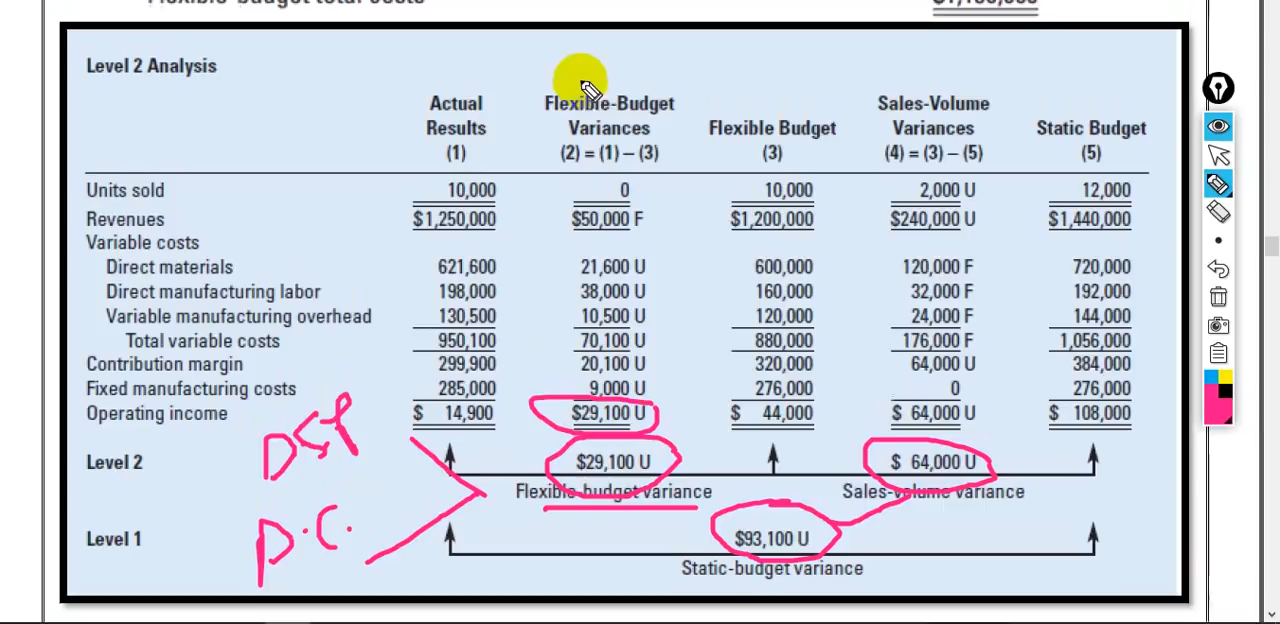 Level 2 Analysis
Actual Results (1) Flexible-Budget Variances (2) = (1) – (3) Flexible Budget (3) Sales-Volume Variances (4) = (3) – (5) Static Budget (5)
Units sold 10,000 0 10,000 2,000 U 12,000
Revenues $1,250,000 $50,000 F $1,200,000 $240,000 U $1,440,000
Variable costs
Direct materials 621,600 21,600 U 600,000 120,000 F 720,000
Direct manufacturing labor 198,000 38,000 U 160,000 32,000 F 192,000
Variable manufacturing overhead 130,500 10,500 U 120,000 24,000 F 144,000
Total variable costs 950,100 70,100 U 880,000 176,000 F 1,056,000
Contribution margin 299,900 20,100 U 320,000 64,000 U 384,000
Fixed manufacturing costs 285,000 9,000 U 276,000 0 276,000
Operating income $ 14,900 $29,100 U $ 44,000 $ 64,000 U $ 108,000
Level 2 $29,100 U $ 64,000 U
Flexible-budget variance Sales-volume variance
Level 1 $93,100 U
Static-budget variance